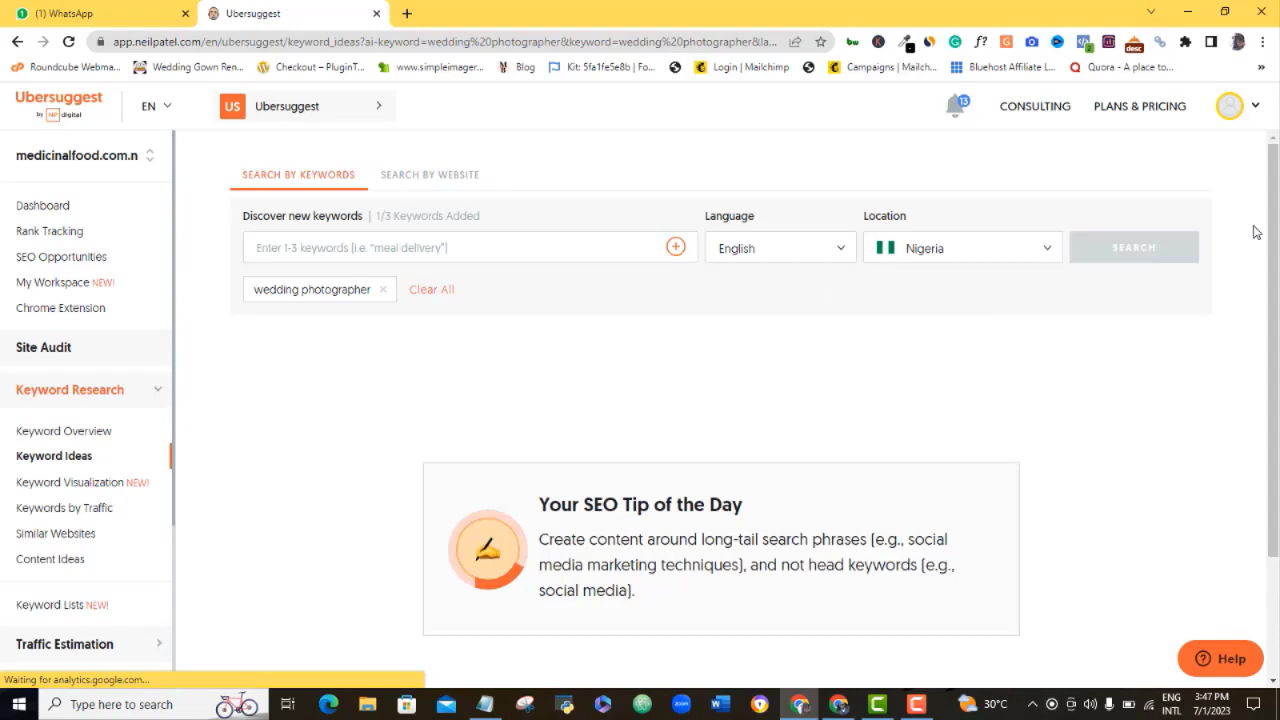 (1) WhatsApp
Ubersuggest
app.neilpatel.com/en/ubersuggest/keyword_ideas?ai-keyword=wedding%20photographer&keyword=wedding%20photographer&la...
Roundcube Webma...
Wedding Gown Ren...
Checkout – PluginT...
www.simpleimager...
Blog
Kit: 5fa1fe5e8b | Fo...
Login | Mailchimp
Campaigns | Mailch...
Bluehost Affiliate L...
Quora - A place to...
»
Ubersuggest
by NP digital
EN
US
Ubersuggest
13
CONSULTING
PLANS & PRICING
medicinalfood.com.n
Dashboard
Rank Tracking
SEO Opportunities
My Workspace NEW!
Chrome Extension
Site Audit
Keyword Research
Keyword Overview
Keyword Ideas
Keyword Visualization NEW!
Keywords by Traffic
Similar Websites
Content Ideas
Keyword Lists NEW!
Traffic Estimation
SEARCH BY KEYWORDS
SEARCH BY WEBSITE
Discover new keywords | 1/3 Keywords Added
Language
Location
Enter 1-3 keywords (i.e. "meal delivery")
English
Nigeria
SEARCH
wedding photographer
Clear All
Your SEO Tip of the Day
Create content around long-tail search phrases (e.g., social
media marketing techniques), and not head keywords (e.g.,
social media).
Help
Waiting for analytics.google.com...
Type here to search
30°C
ENG
INTL
3:47 PM
7/1/2023